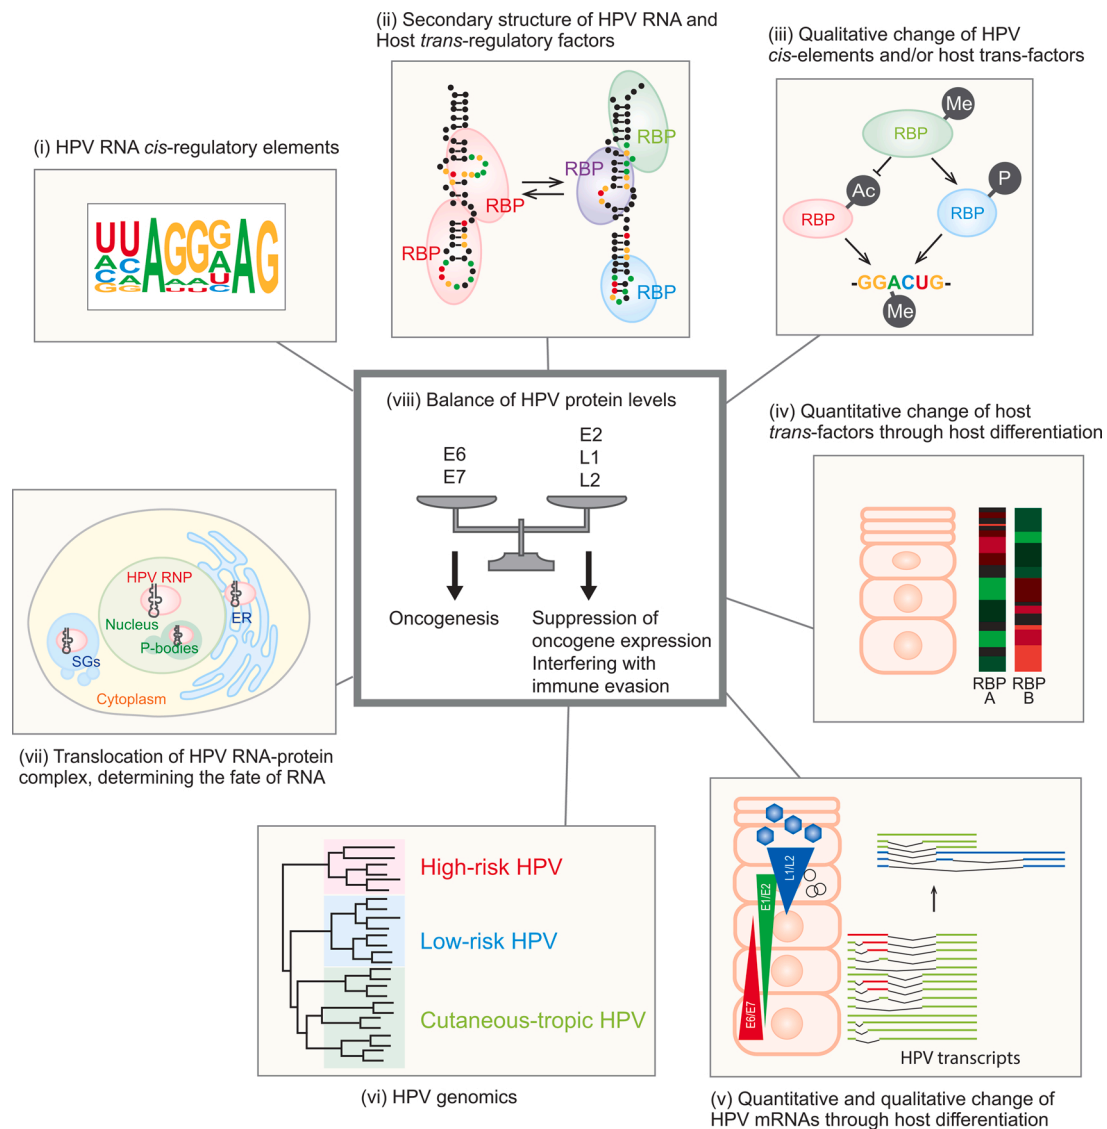 (ii) Secondary structure of HPV RNA and
Host trans-regulatory factors
RBP
RBP
RBP
RBP
RBP
(iii) Qualitative change of HPV
cis-elements and/or host trans-factors
Me
RBP
Ac
P
RBP
RBP
-GGACUG-
Me
(i) HPV RNA cis-regulatory elements
UUAGGGAG
ACUA
CAAUUAAUC
GG
(viii) Balance of HPV protein levels
E6
E7
E2
L1
L2
Oncogenesis
Suppression of
oncogene expression
Interfering with
immune evasion
(iv) Quantitative change of host
trans-factors through host differentiation
RBP
A
RBP
B
HPV RNP
Nucleus
ER
P-bodies
SGs
Cytoplasm
(vii) Translocation of HPV RNA-protein
complex, determining the fate of RNA
High-risk HPV
Low-risk HPV
Cutaneous-tropic HPV
(vi) HPV genomics
L1/L2
E1/E2
E6/E7
HPV transcripts
(v) Quantitative and qualitative change of
HPV mRNAs through host differentiation